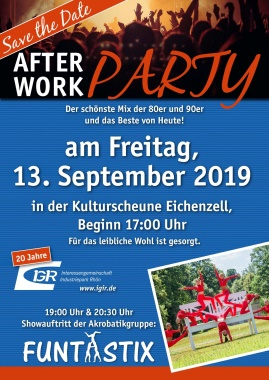 Save the Date
AFTER
WORK PARTY
Der schönste Mix der 80er und 90er
und das Beste von Heute!
am Freitag,
13. September 2019
in der Kulturscheune Eichenzell,
Beginn 17:00 Uhr
Für das leibliche Wohl ist gesorgt.
20 Jahre
IGIR Interessengemeinschaft
Industriepark Rhön
www.igir.de
19:00 Uhr & 20:30 Uhr
Showauftritt der Akrobatikgruppe:
FUNTASTIX